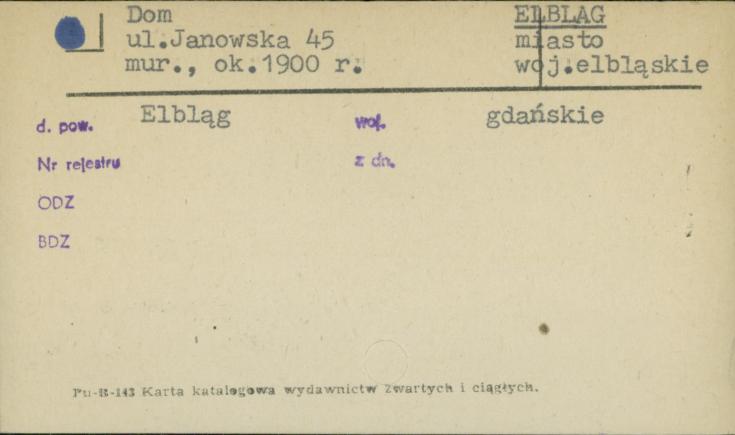 Dom ELBLĄG
ul.Janowska 45 miasto
mur., ok.1900 r. woj.elbląskie
d. pow. Elbląg woj. gdańskie
Nr rejestru z dn.
ODZ
BDZ
Pu-B-143 Karta katalogowa wydawnictw zwartych i ciągłych.